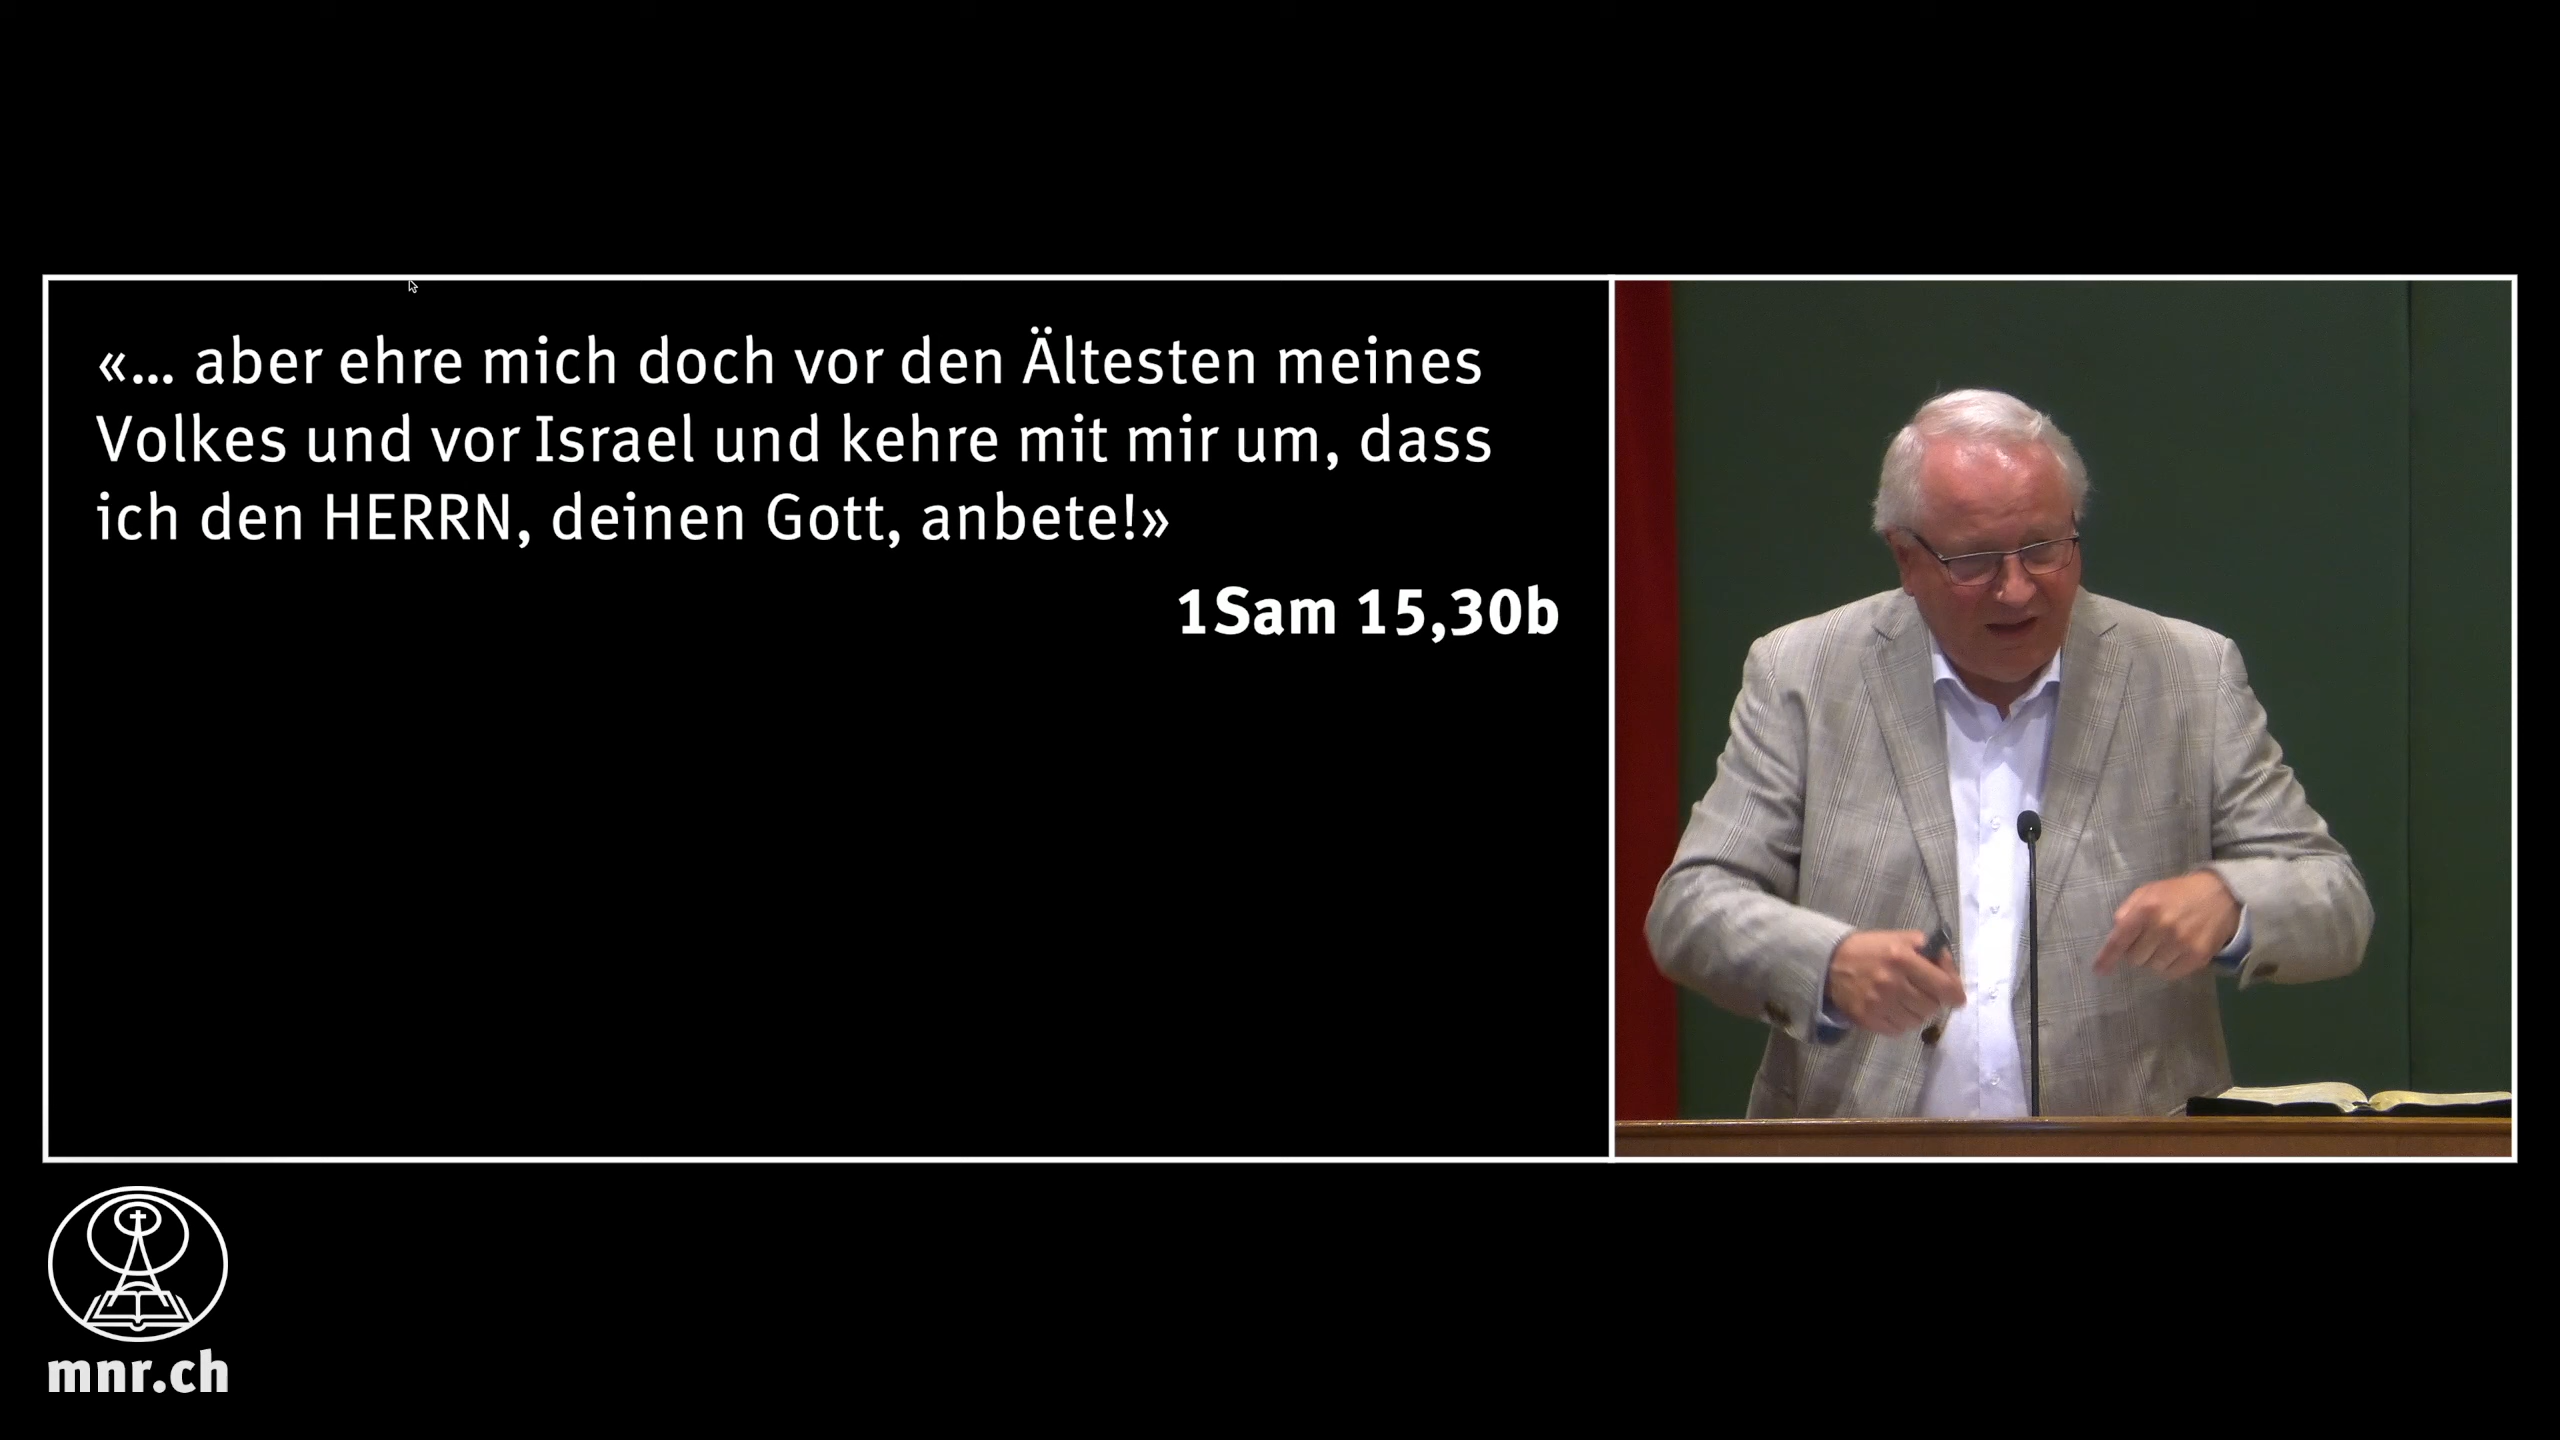 «... aber ehre mich doch vor den Ältesten meines
Volkes und vor Israel und kehre mit mir um, dass
ich den HERRN, deinen Gott, anbete!»
1Sam 15,30b
mnr.ch